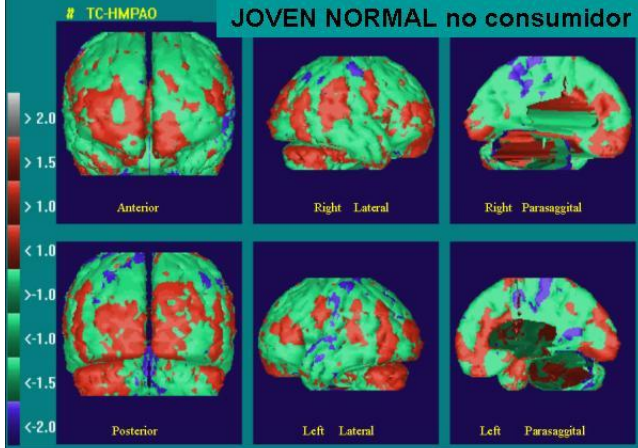 # TC-HMPAO
JOVEN NORMAL no consumidor
> 2.0
> 1.5
> 1.0
< 1.0
>-1.0
<-1.0
<-1.5
<-2.0
Anterior
Right Lateral
Right Parasaggital
Posterior
Left Lateral
Left Parasaggital